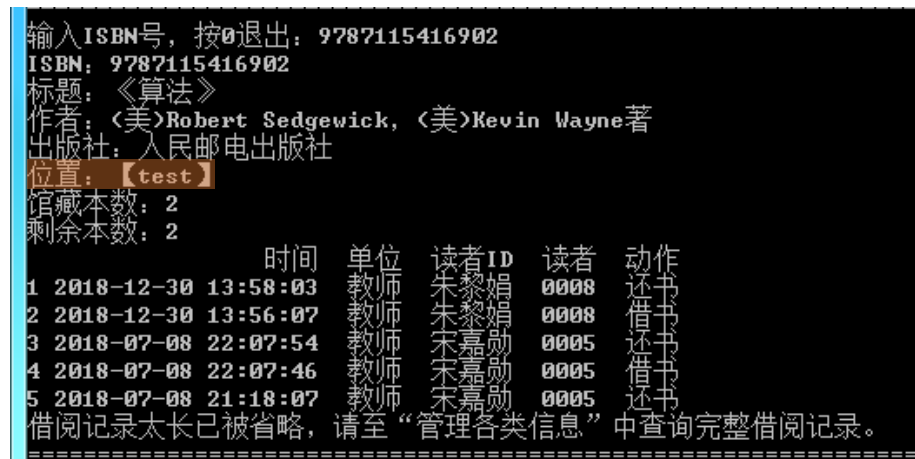 输入ISBN号，按0退出：9787115416902
ISBN：9787115416902
标题：《算法》
作者：(美)Robert Sedgewick, (美)Kevin Wayne著
出版社：人民邮电出版社
位置：【test】
馆藏本数：2
剩余本数：2
时间 单位 读者ID 读者 动作
1 2018-12-30 13:58:03 教师 朱黎娟 0008 还书
2 2018-12-30 13:56:07 教师 朱黎娟 0008 借书
3 2018-07-08 22:07:54 教师 宋嘉勋 0005 还书
4 2018-07-08 22:07:46 教师 宋嘉勋 0005 借书
5 2018-07-08 21:18:07 教师 宋嘉勋 0005 还书
借阅记录太长已被省略，请至“管理各类信息”中查询完整借阅记录。